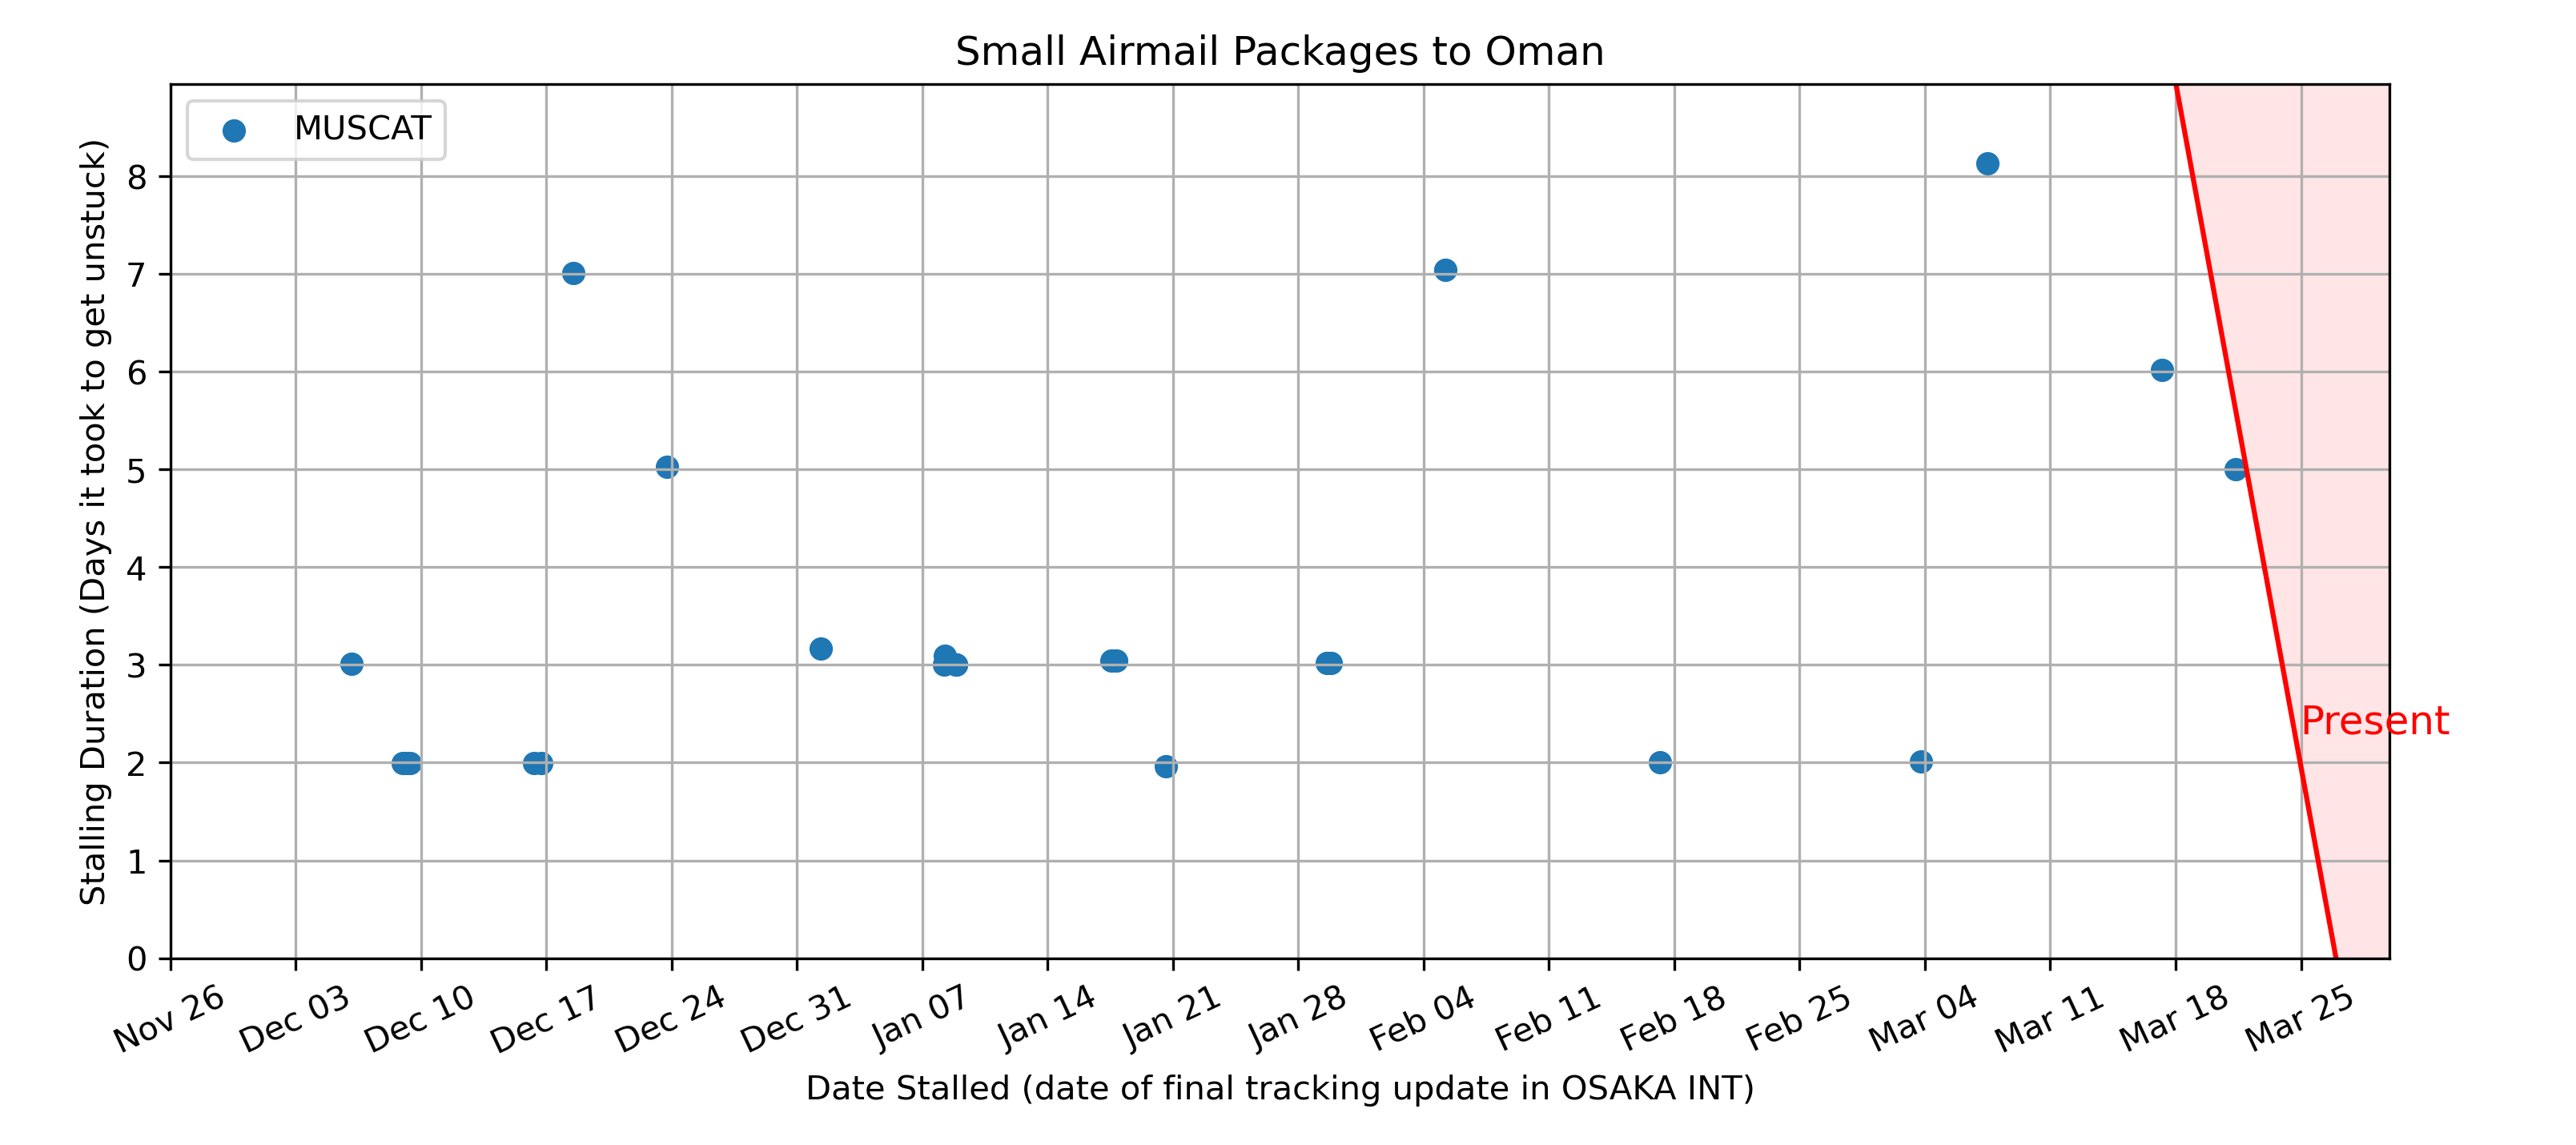 Small Airmail Packages to Oman
MUSCAT
Stalling Duration (Days it took to get unstuck)
8
7
6
5
4
3
2
1
0
Present
Nov 26
Dec 03
Dec 10
Dec 17
Dec 24
Dec 31
Jan 07
Jan 14
Jan 21
Jan 28
Feb 04
Feb 11
Feb 18
Feb 25
Mar 04
Mar 11
Mar 18
Mar 25
Date Stalled (date of final tracking update in OSAKA INT)